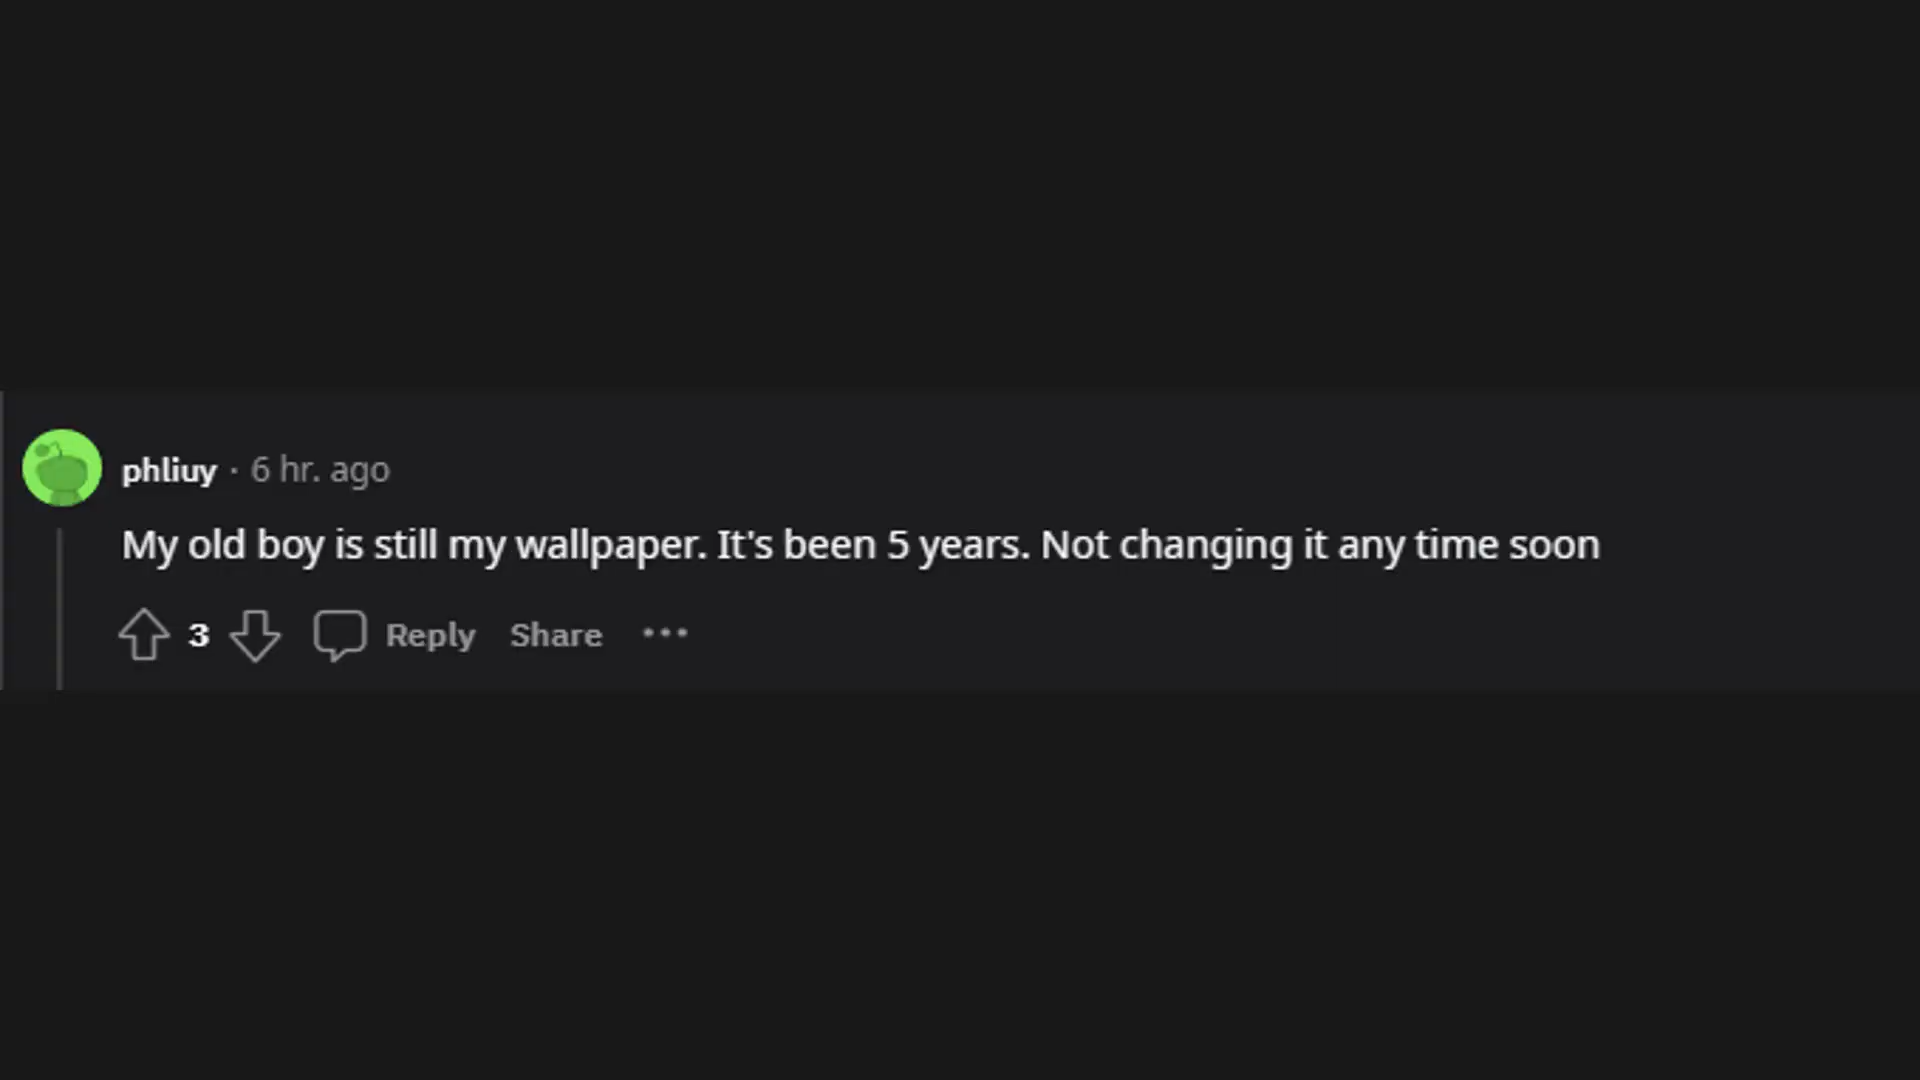 phliuy · 6 hr. ago
My old boy is still my wallpaper. It's been 5 years. Not changing it any time soon
3 Reply Share ···